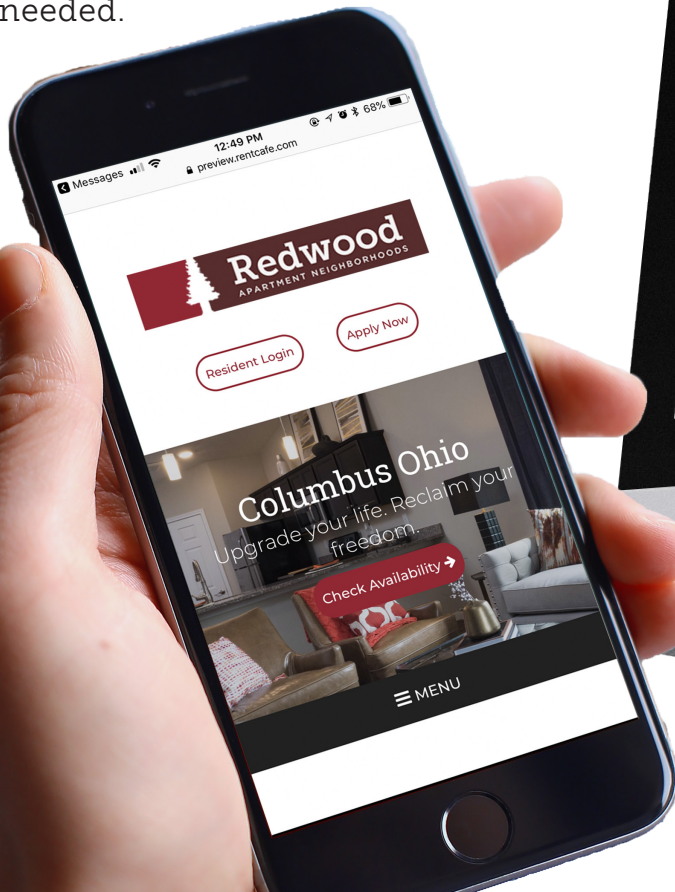 needed.
Messages
12:49 PM
68%
preview.rentcafe.com
Redwood
APARTMENT NEIGHBORHOODS
Resident Login
Apply Now
Columbus Ohio
Upgrade your life. Reclaim your
freedom.
Check Availability
MENU